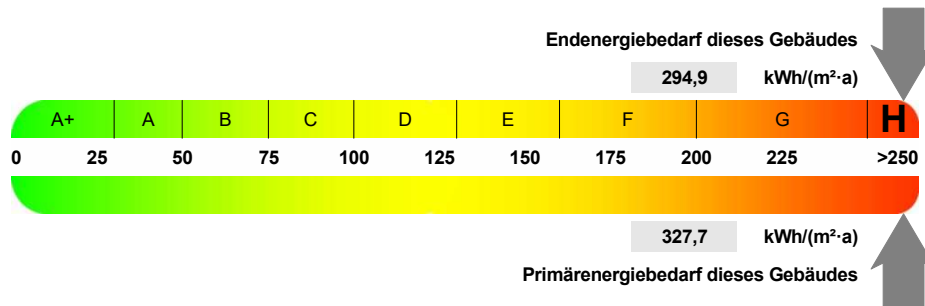 Endenergiebedarf dieses Gebäudes
294,9 kWh/(m²·a)
A+ A B C D E F G H
0 25 50 75 100 125 150 175 200 225 >250
327,7 kWh/(m²·a)
Primärenergiebedarf dieses Gebäudes